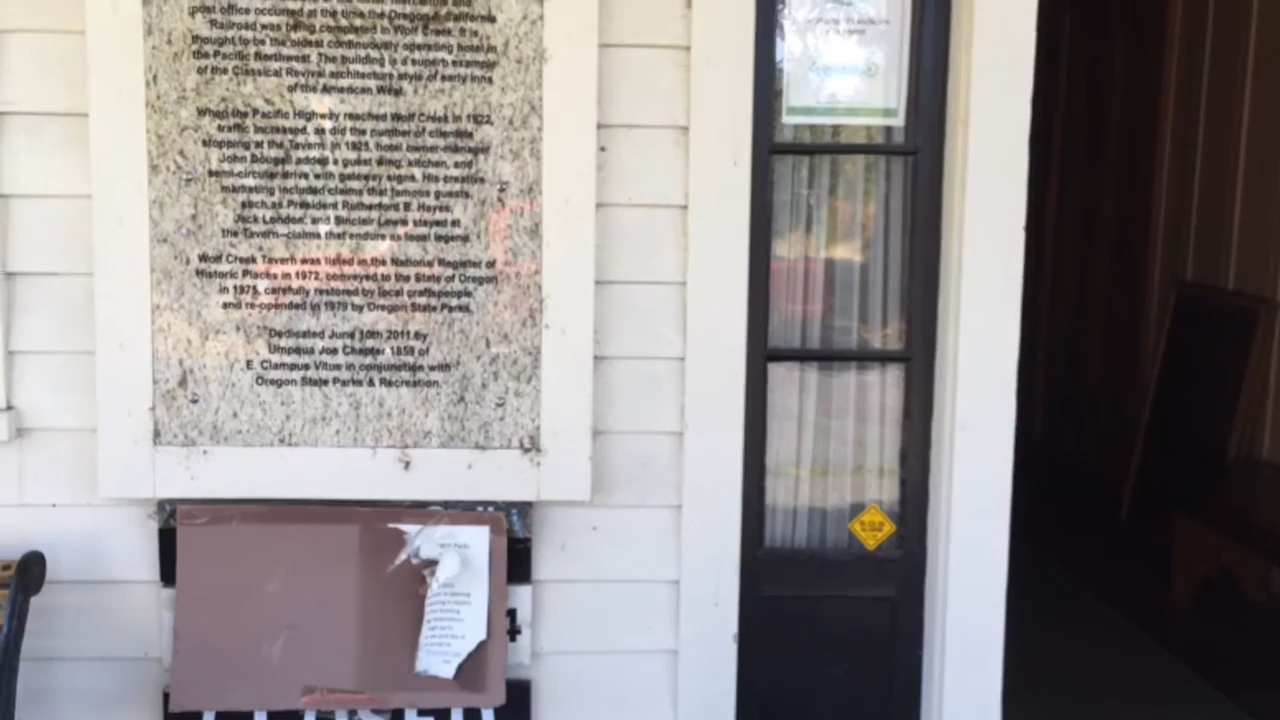 post office occurred at the time the Oregon & California
Railroad was being completed in Wolf Creek. It is
thought to be the oldest continuously operating hotel in
the Pacific Northwest. The building is a superb example
of the Classical Revival architecture style of early inns
of the American West.
When the Pacific Highway reached Wolf Creek in 1922,
traffic increased, as did the number of clientele
stopping at the Tavern. In 1925, hotel owner-manager
John Dougall added a guest wing, kitchen, and
semi-circular drive with gateway signs. His creative
marketing included claims that famous guests,
such as President Rutherford B. Hayes,
Jack London, and Sinclair Lewis stayed at
the Tavern–claims that endure as local legend.
Wolf Creek Tavern was listed in the National Register of
Historic Places in 1972, conveyed to the State of Oregon
in 1975, carefully restored by local craftspeople,
and re-opened in 1979 by Oregon State Parks.
Dedicated June 10th 2011 by
Umpqua Joe Chapter 1859 of
E. Clampus Vitus in conjunction with
Oregon State Parks & Recreation.